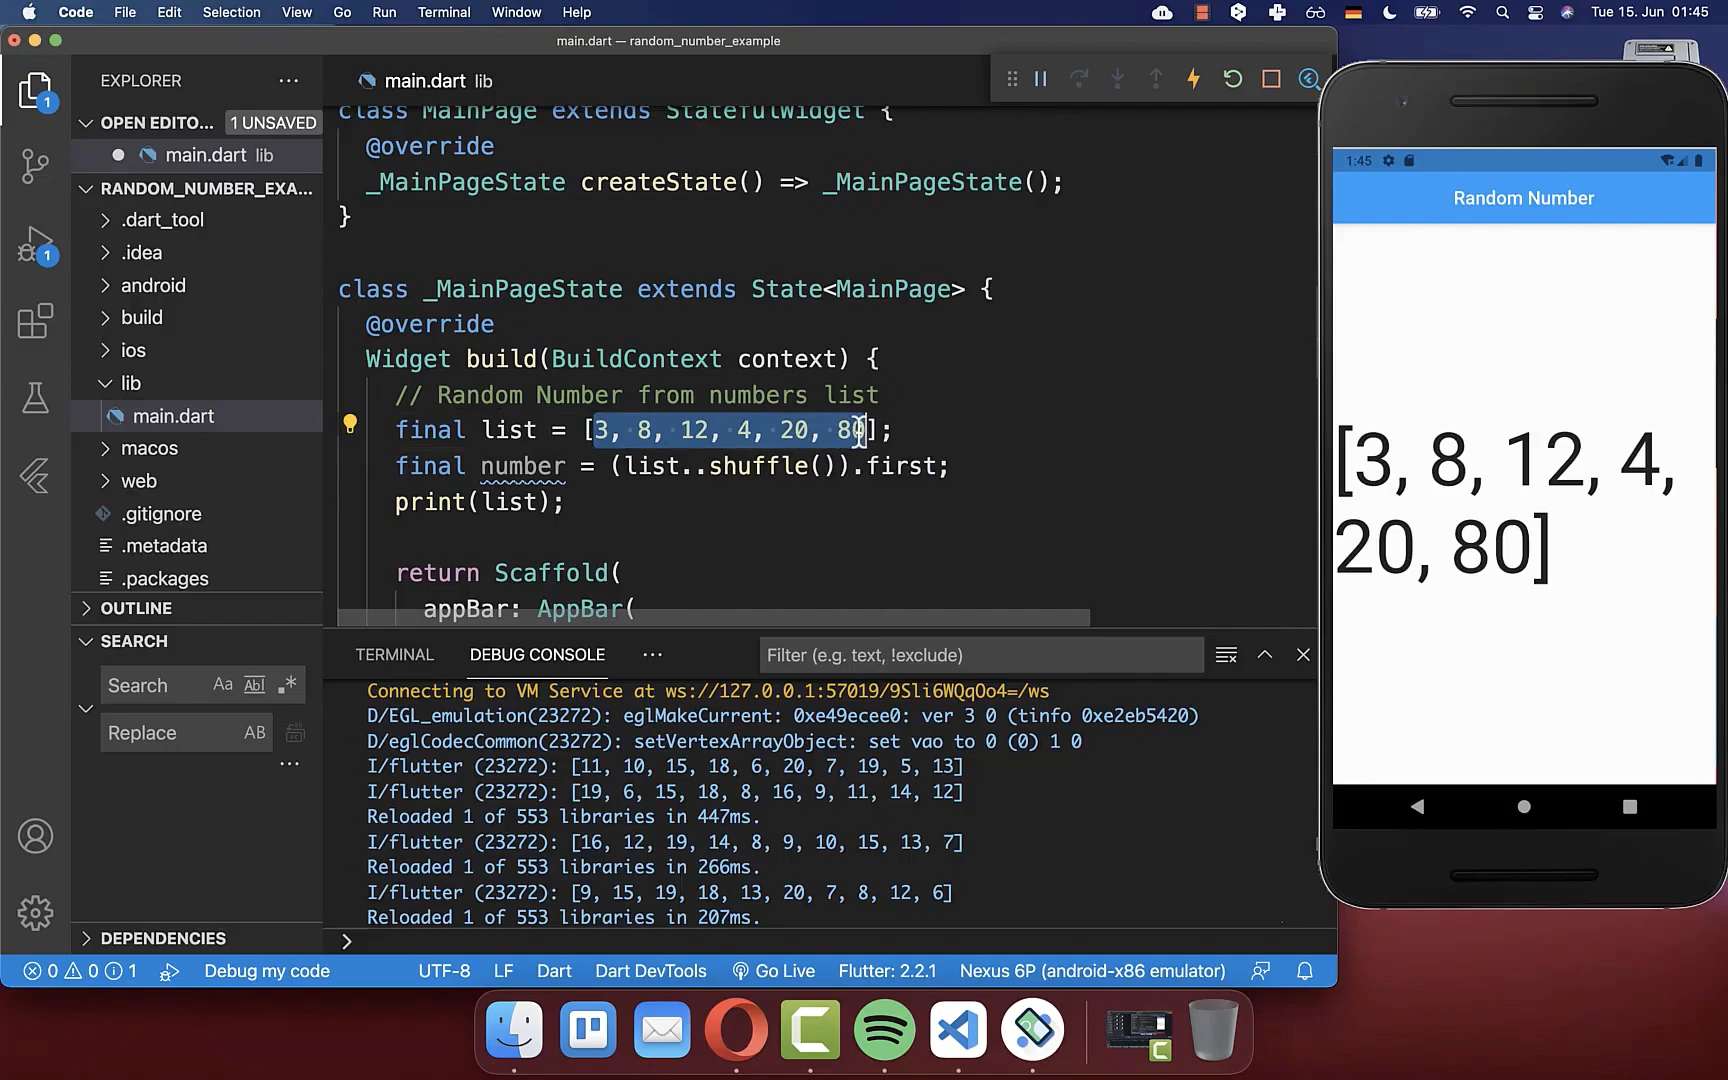 Code File Edit Selection View Go Run Terminal Window Help
Tue 15. Jun 01:45
main.dart — random_number_example
EXPLORER
main.dart lib
OPEN EDITO... 1 UNSAVED
main.dart lib
RANDOM_NUMBER_EXA...
.dart_tool
.idea
android
build
ios
lib
main.dart
macos
web
.gitignore
.metadata
.packages
OUTLINE
SEARCH
Search Aa Abl
Replace AB
DEPENDENCIES
1
1
class MainPage extends StatefulWidget {
@override
_MainPageState createState() => _MainPageState();
}
class _MainPageState extends State<MainPage> {
@override
Widget build(BuildContext context) {
// Random Number from numbers list
final list = [3, 8, 12, 4, 20, 80];
final number = (list..shuffle()).first;
print(list);
return Scaffold(
appBar: AppBar(
TERMINAL DEBUG CONSOLE Filter (e.g. text, !exclude)
Connecting to VM Service at ws://127.0.0.1:57019/9Sli6WQqOo4=/ws
D/EGL_emulation(23272): eglMakeCurrent: 0xe49ecee0: ver 3 0 (tinfo 0xe2eb5420)
D/eglCodecCommon(23272): setVertexArrayObject: set vao to 0 (0) 1 0
I/flutter (23272): [11, 10, 15, 18, 6, 20, 7, 19, 5, 13]
I/flutter (23272): [19, 6, 15, 18, 8, 16, 9, 11, 14, 12]
Reloaded 1 of 553 libraries in 447ms.
I/flutter (23272): [16, 12, 19, 14, 8, 9, 10, 15, 13, 7]
Reloaded 1 of 553 libraries in 266ms.
I/flutter (23272): [9, 15, 19, 18, 13, 20, 7, 8, 12, 6]
Reloaded 1 of 553 libraries in 207ms.
0 0 1 Debug my code UTF-8 LF Dart Dart DevTools Go Live Flutter: 2.2.1 Nexus 6P (android-x86 emulator)
1:45
Random Number
[3, 8, 12, 4,
20, 80]